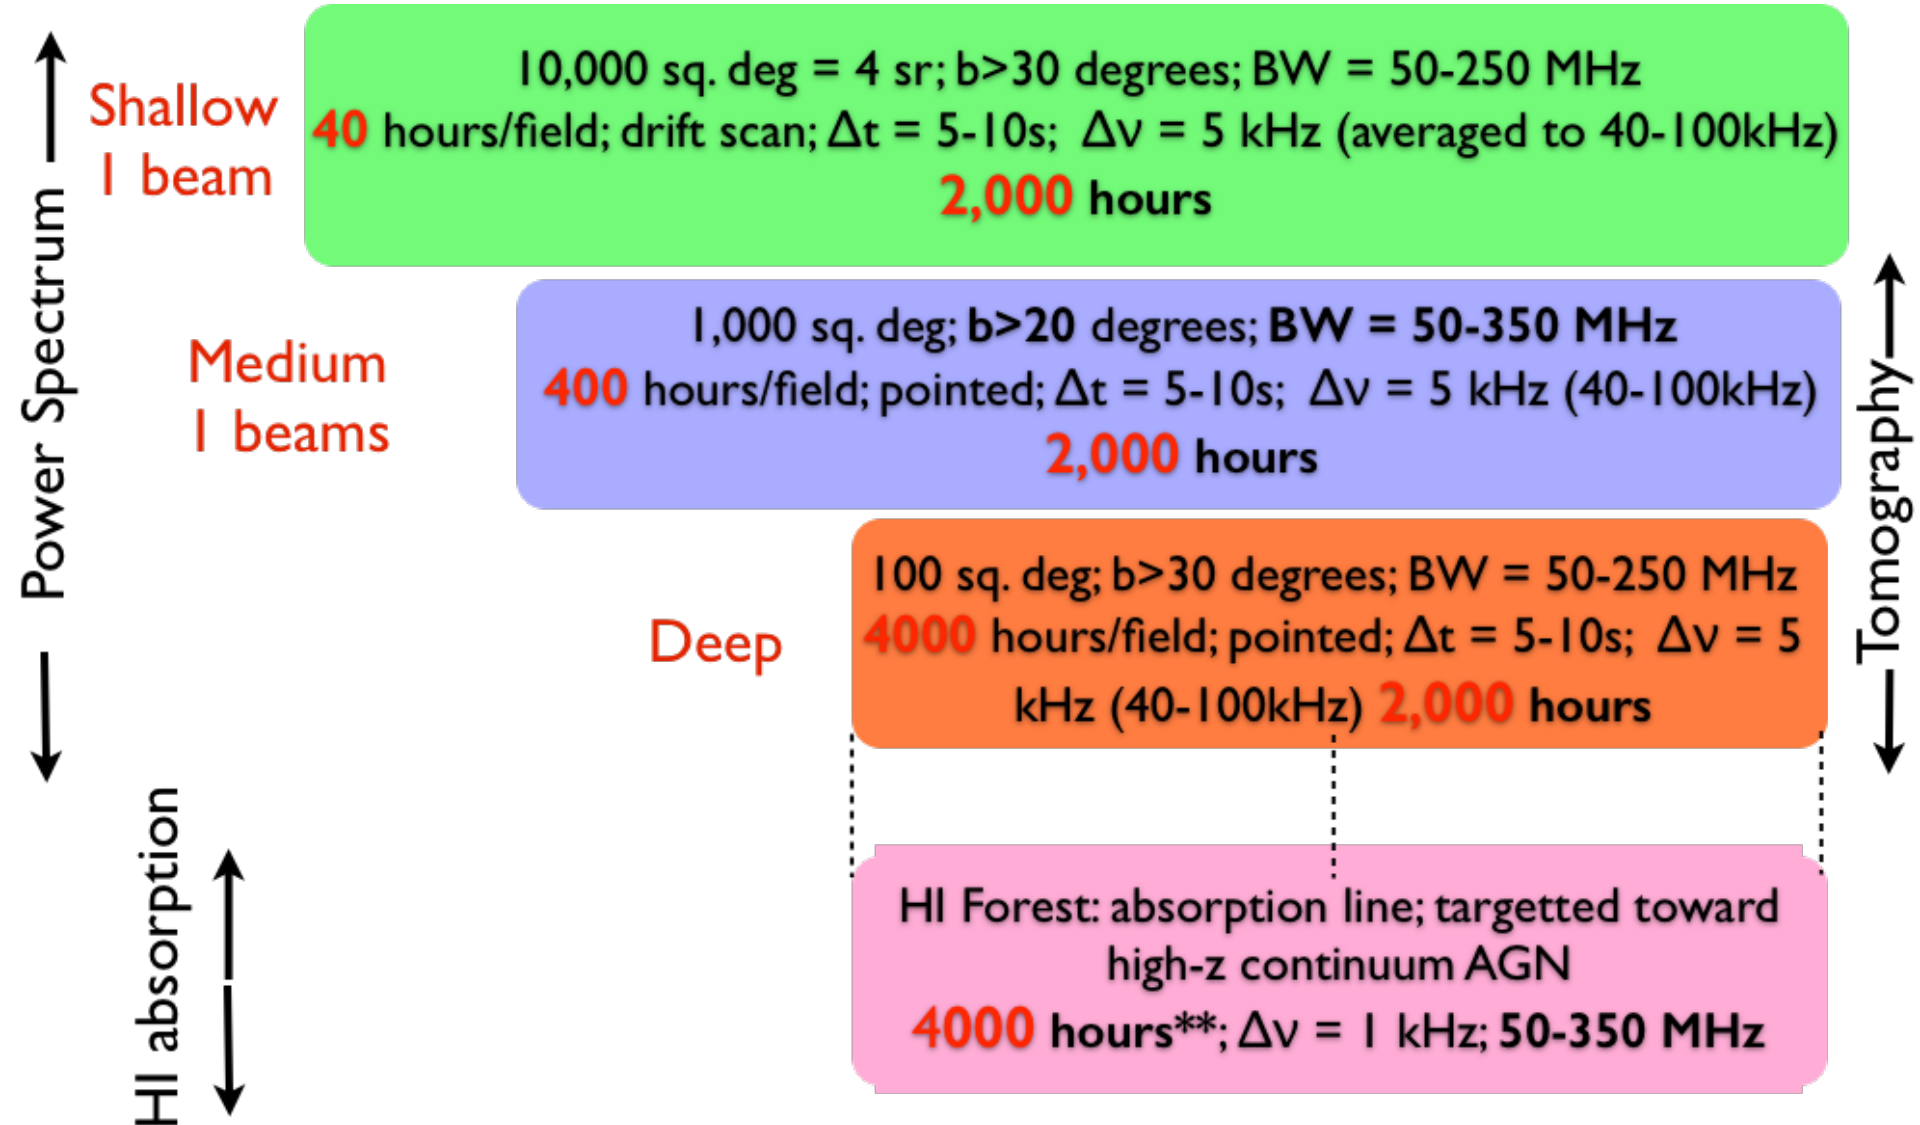 Power Spectrum
Shallow
1 beam
10,000 sq. deg = 4 sr; b>30 degrees; BW = 50-250 MHz
40 hours/field; drift scan; Δt = 5-10s; Δν = 5 kHz (averaged to 40-100kHz)
2,000 hours
Medium
1 beams
1,000 sq. deg; b>20 degrees; BW = 50-350 MHz
400 hours/field; pointed; Δt = 5-10s; Δν = 5 kHz (40-100kHz)
2,000 hours
Tomography
Deep
100 sq. deg; b>30 degrees; BW = 50-250 MHz
4000 hours/field; pointed; Δt = 5-10s; Δν = 5
kHz (40-100kHz) 2,000 hours
HI absorption
HI Forest: absorption line; targetted toward
high-z continuum AGN
4000 hours**; Δν = 1 kHz; 50-350 MHz